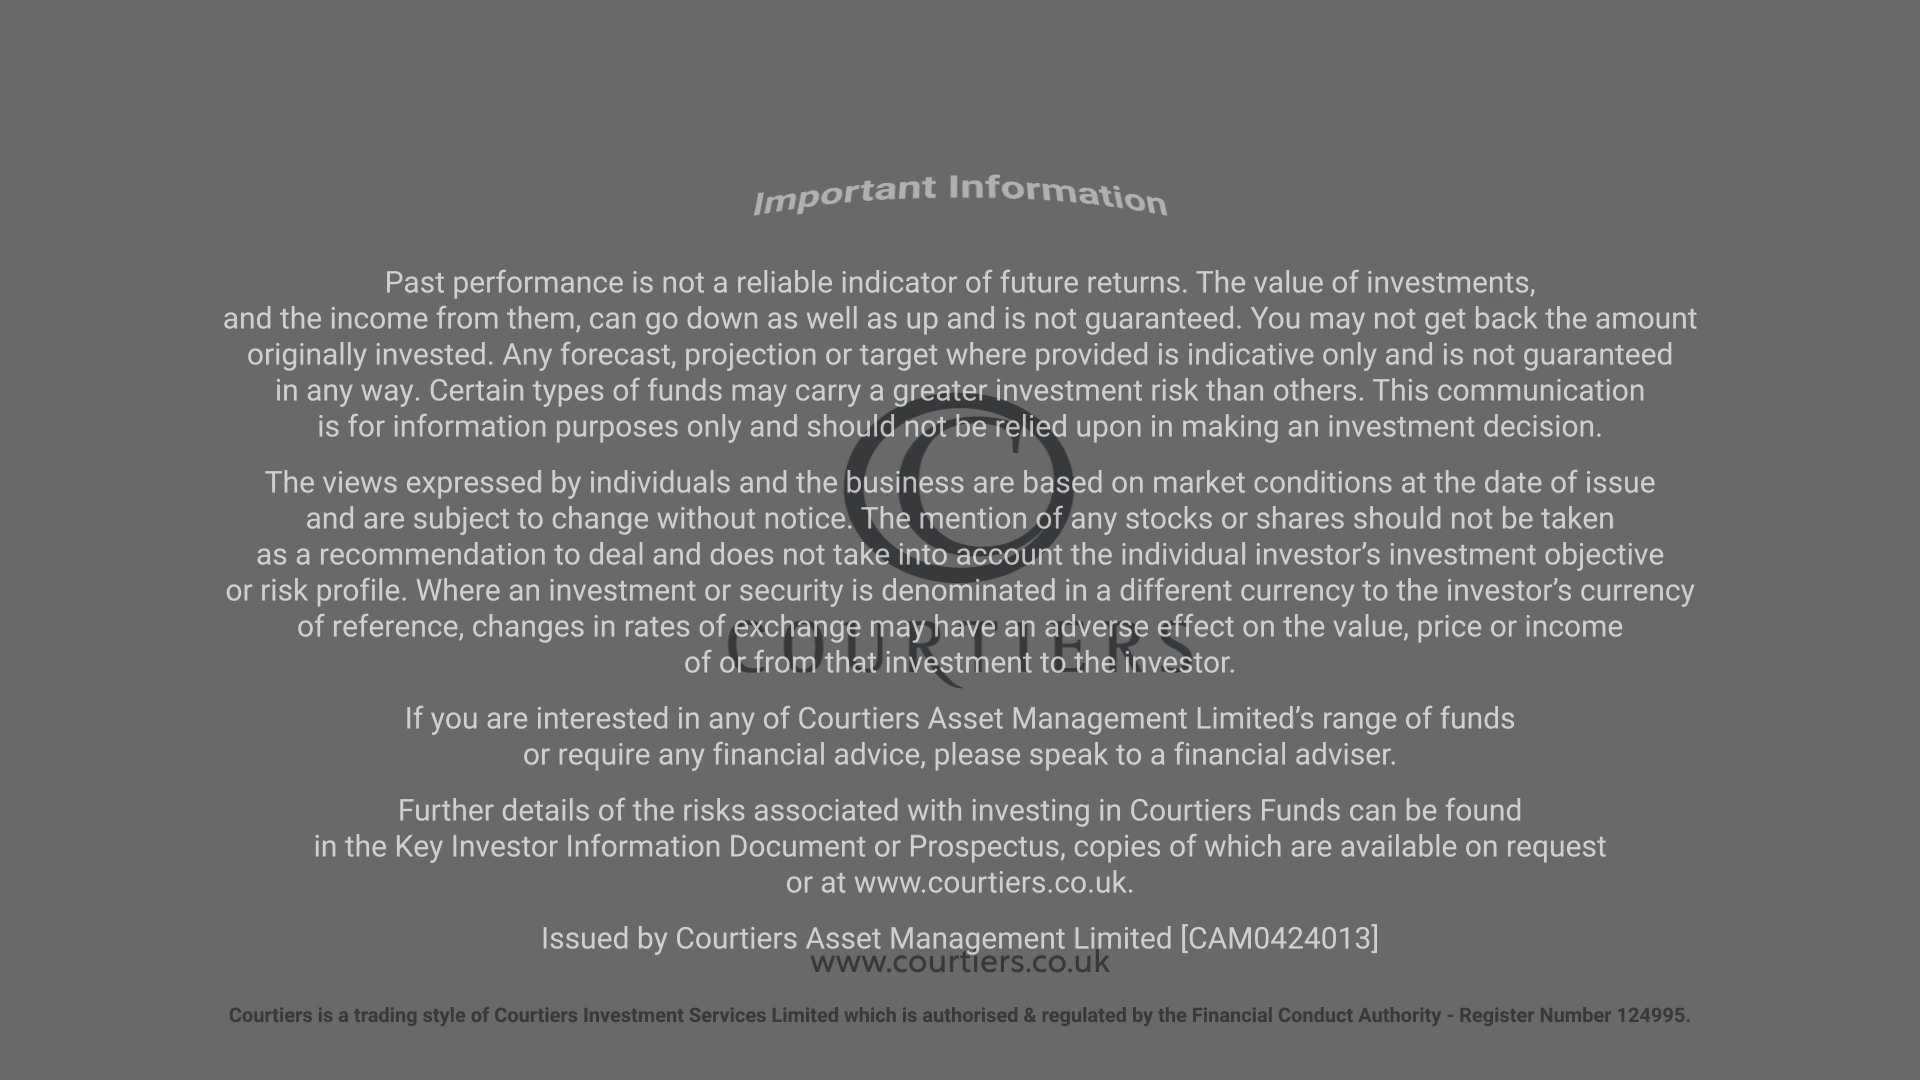 Important Information
Past performance is not a reliable indicator of future returns. The value of investments,
and the income from them, can go down as well as up and is not guaranteed. You may not get back the amount
originally invested. Any forecast, projection or target where provided is indicative only and is not guaranteed
in any way. Certain types of funds may carry a greater investment risk than others. This communication
is for information purposes only and should not be relied upon in making an investment decision.
The views expressed by individuals and the business are based on market conditions at the date of issue
and are subject to change without notice. The mention of any stocks or shares should not be taken
as a recommendation to deal and does not take into account the individual investor’s investment objective
or risk profile. Where an investment or security is denominated in a different currency to the investor’s currency
of reference, changes in rates of exchange may have an adverse effect on the value, price or income
COURTIERS
of or from that investment to the investor.
If you are interested in any of Courtiers Asset Management Limited’s range of funds
or require any financial advice, please speak to a financial adviser.
Further details of the risks associated with investing in Courtiers Funds can be found
in the Key Investor Information Document or Prospectus, copies of which are available on request
or at www.courtiers.co.uk.
Issued by Courtiers Asset Management Limited [CAM0424013]
www.courtiers.co.uk
Courtiers is a trading style of Courtiers Investment Services Limited which is authorised & regulated by the Financial Conduct Authority - Register Number 124995.